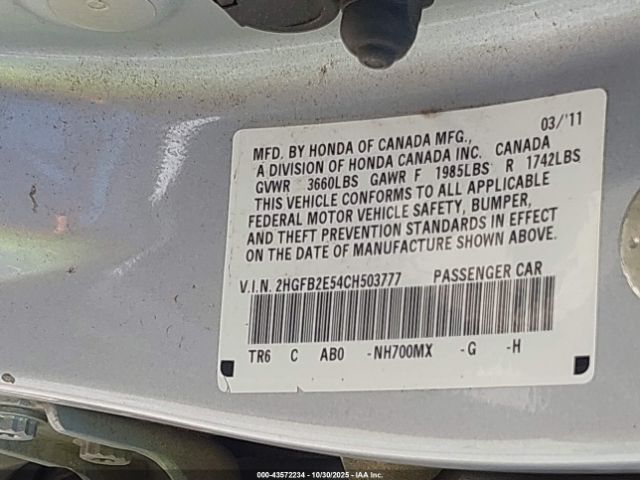 03/'11
MFD. BY HONDA OF CANADA MFG.,
A DIVISION OF HONDA CANADA INC. CANADA
GVWR 3660LBS GAWR F 1985LBS R 1742LBS
THIS VEHICLE CONFORMS TO ALL APPLICABLE
FEDERAL MOTOR VEHICLE SAFETY, BUMPER,
AND THEFT PREVENTION STANDARDS IN EFFECT
ON THE DATE OF MANUFACTURE SHOWN ABOVE.
V.I.N. 2HGFB2E54CH503777 PASSENGER CAR
TR6 C AB0 -NH700MX -G -H
000-43572234 - 10/30/2025 - IAA Inc.